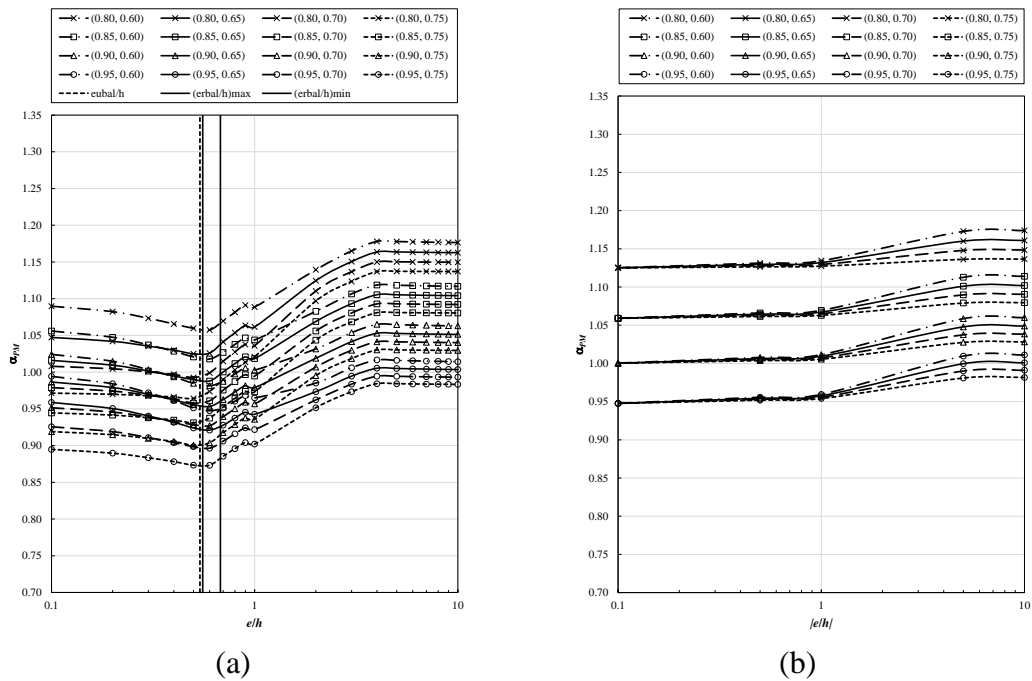 (0.80, 0.60) (0.80, 0.65) (0.80, 0.70) (0.80, 0.75)
(0.85, 0.60) (0.85, 0.65) (0.85, 0.70) (0.85, 0.75)
(0.90, 0.60) (0.90, 0.65) (0.90, 0.70) (0.90, 0.75)
(0.95, 0.60) (0.95, 0.65) (0.95, 0.70) (0.95, 0.75)
eubal/h (erbal/h)max (erbal/h)min
1.35
1.30
1.25
1.20
1.15
1.10
1.05
1.00
0.95
0.90
0.85
0.80
0.75
0.70
αPM
0.1 1 10
e/h
(a)
(0.80, 0.60) (0.80, 0.65) (0.80, 0.70) (0.80, 0.75)
(0.85, 0.60) (0.85, 0.65) (0.85, 0.70) (0.85, 0.75)
(0.90, 0.60) (0.90, 0.65) (0.90, 0.70) (0.90, 0.75)
(0.95, 0.60) (0.95, 0.65) (0.95, 0.70) (0.95, 0.75)
1.35
1.30
1.25
1.20
1.15
1.10
1.05
1.00
0.95
0.90
0.85
0.80
0.75
0.70
αPM
0.1 1 10
|e/h|
(b)